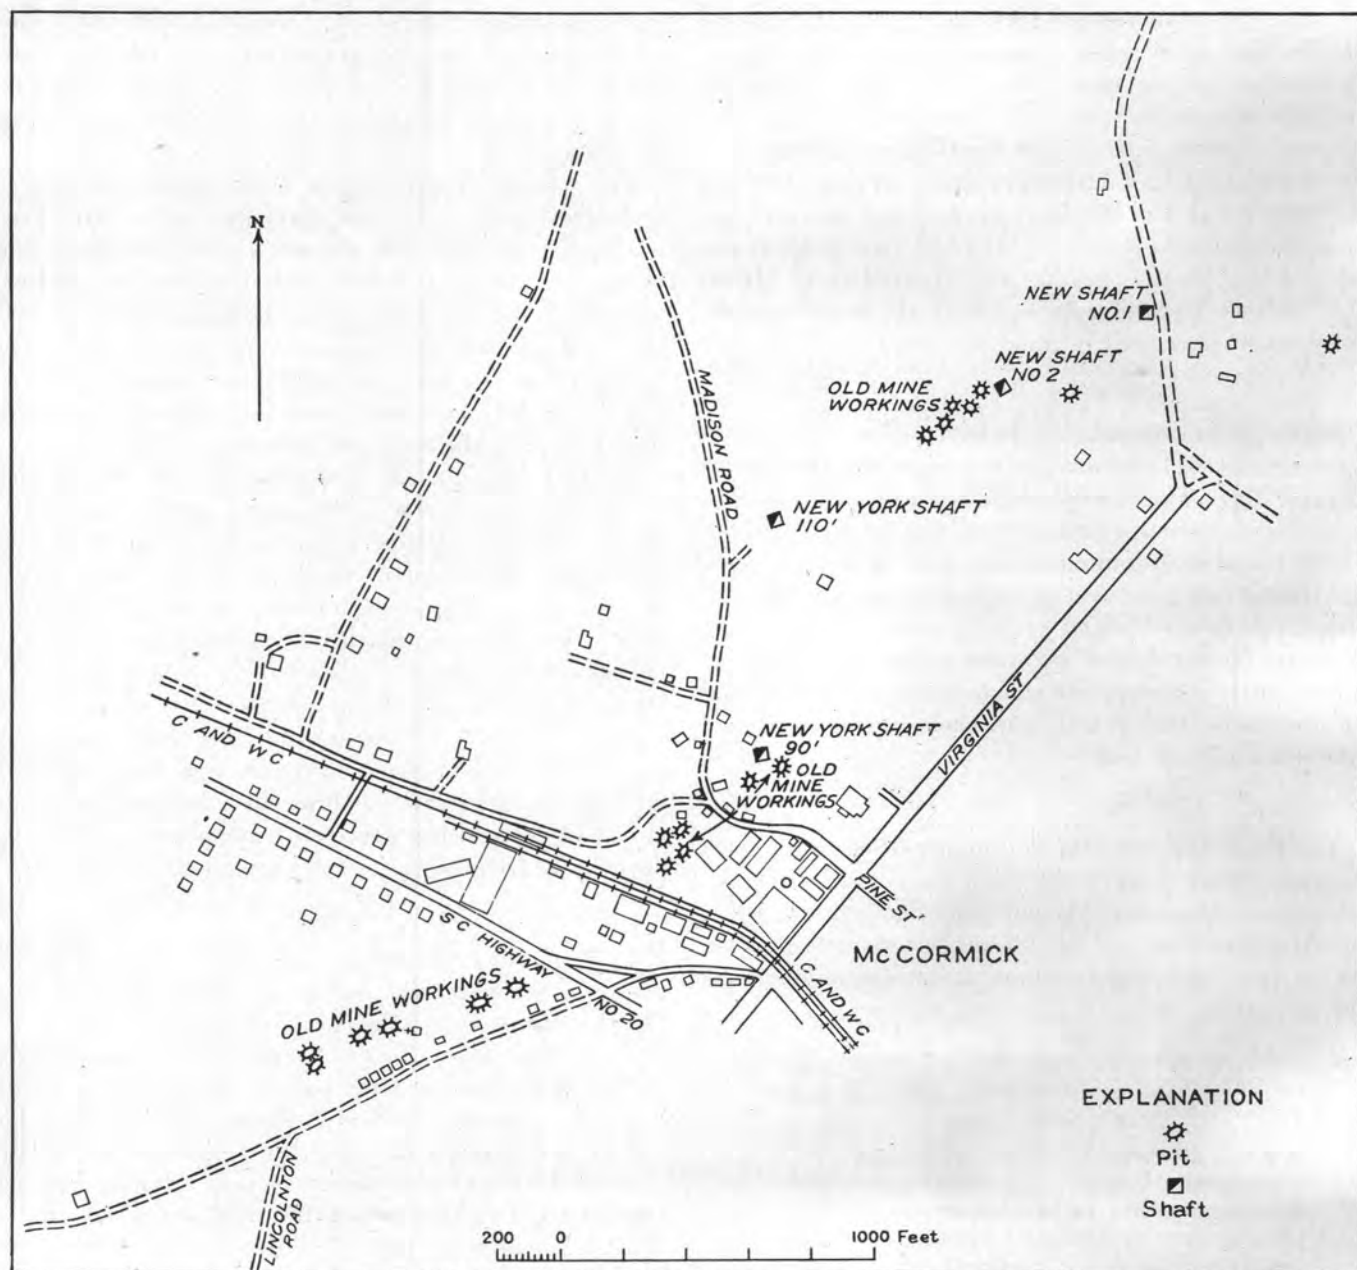 N
NEW SHAFT
NO.1
NEW SHAFT
NO 2
OLD MINE
WORKINGS
MADISON ROAD
NEW YORK SHAFT
110'
VIRGINIA ST
C AND W C
NEW YORK SHAFT
90'
OLD
MINE
WORKINGS
PINE ST
S C HIGHWAY
NO 20
MC CORMICK
C AND W C
OLD MINE WORKINGS
LINCOLNTON
ROAD
EXPLANATION
Pit
Shaft
200 0 1000 Feet